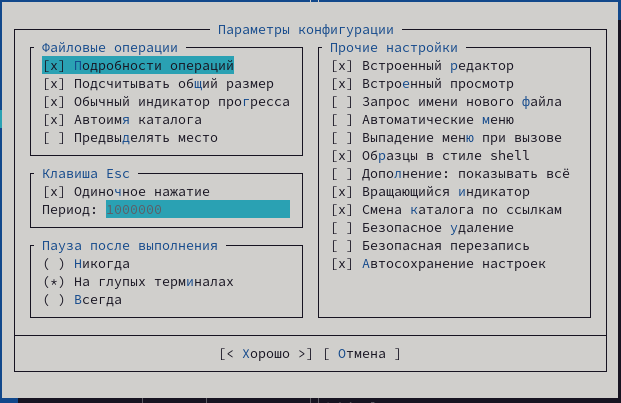 Параметры конфигурации
Файловые операции
[x] Подробности операций
[x] Подсчитывать общий размер
[x] Обычный индикатор прогресса
[x] Автоимя каталога
[ ] Предвыделять место
Клавиша Esc
[x] Одиночное нажатие
Период: 1000000
Пауза после выполнения
( ) Никогда
(*) На глупых терминалах
( ) Всегда
Прочие настройки
[x] Встроенный редактор
[x] Встроенный просмотр
[ ] Запрос имени нового файла
[ ] Автоматические меню
[ ] Выпадение меню при вызове
[x] Образцы в стиле shell
[ ] Дополнение: показывать всё
[x] Вращающийся индикатор
[x] Смена каталога по ссылкам
[ ] Безопасное удаление
[ ] Безопасная перезапись
[x] Автосохранение настроек
[< Хорошо >] [ Отмена ]